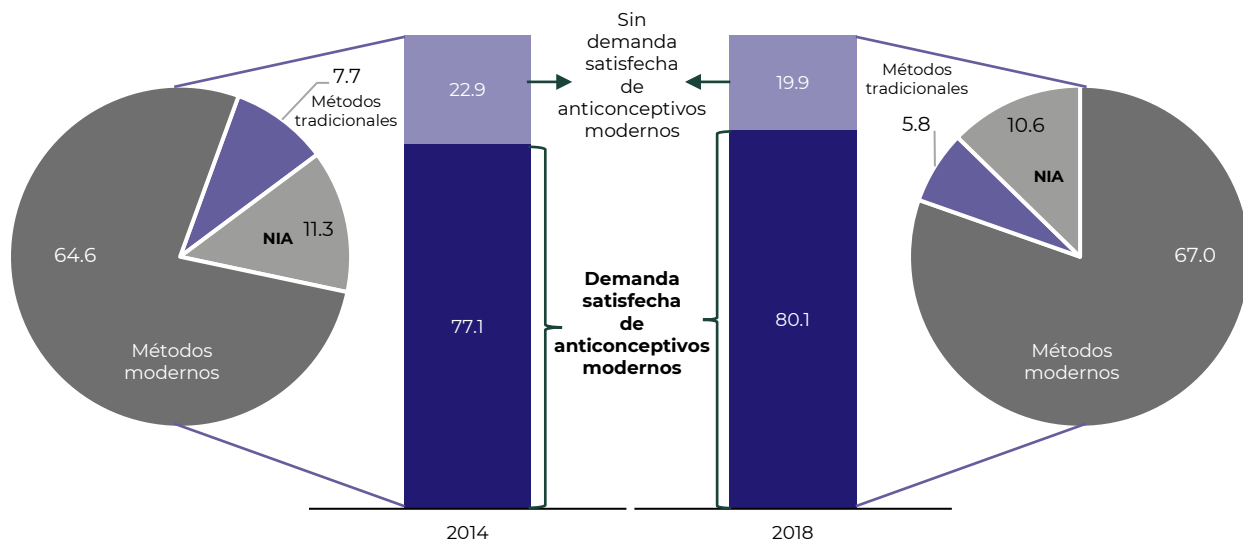 7.7
Métodos
tradicionales
64.6
NIA
11.3
Métodos
modernos
22.9
77.1
2014
Sin
demanda
satisfecha
de
anticonceptivos
modernos
Demanda
satisfecha
de
anticonceptivos
modernos
19.9
80.1
2018
Métodos
tradicionales
5.8
10.6
NIA
67.0
Métodos
modernos